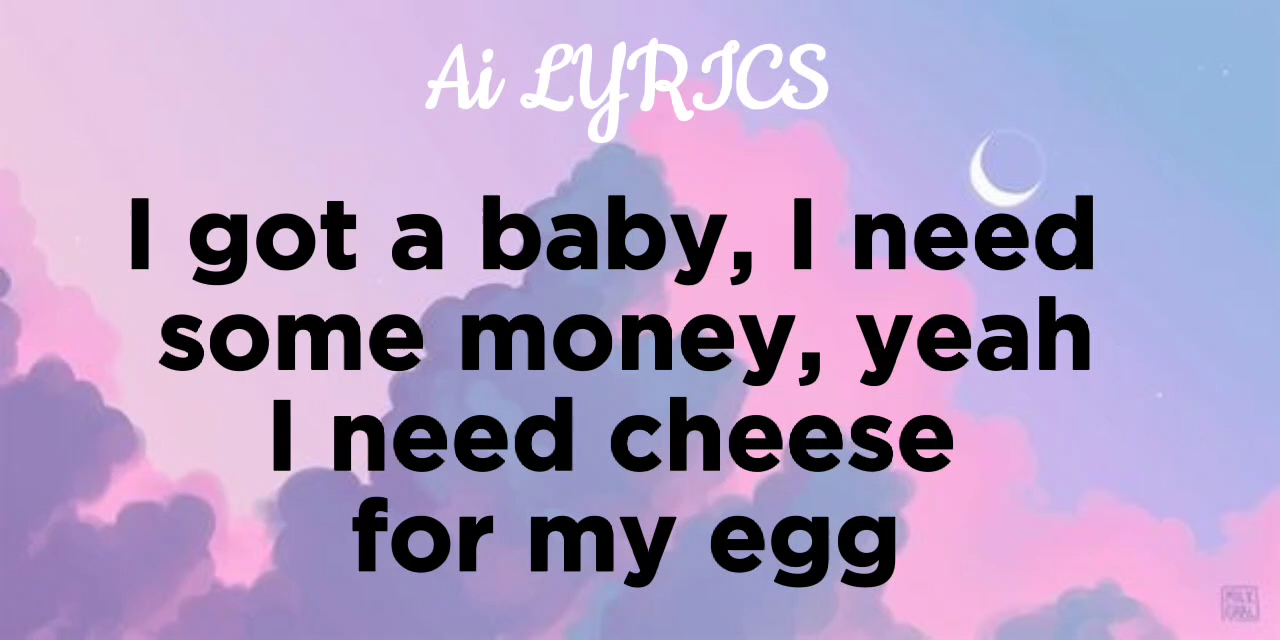 Ai LYRICS
I got a baby, I need
some money, yeah
I need cheese
for my egg